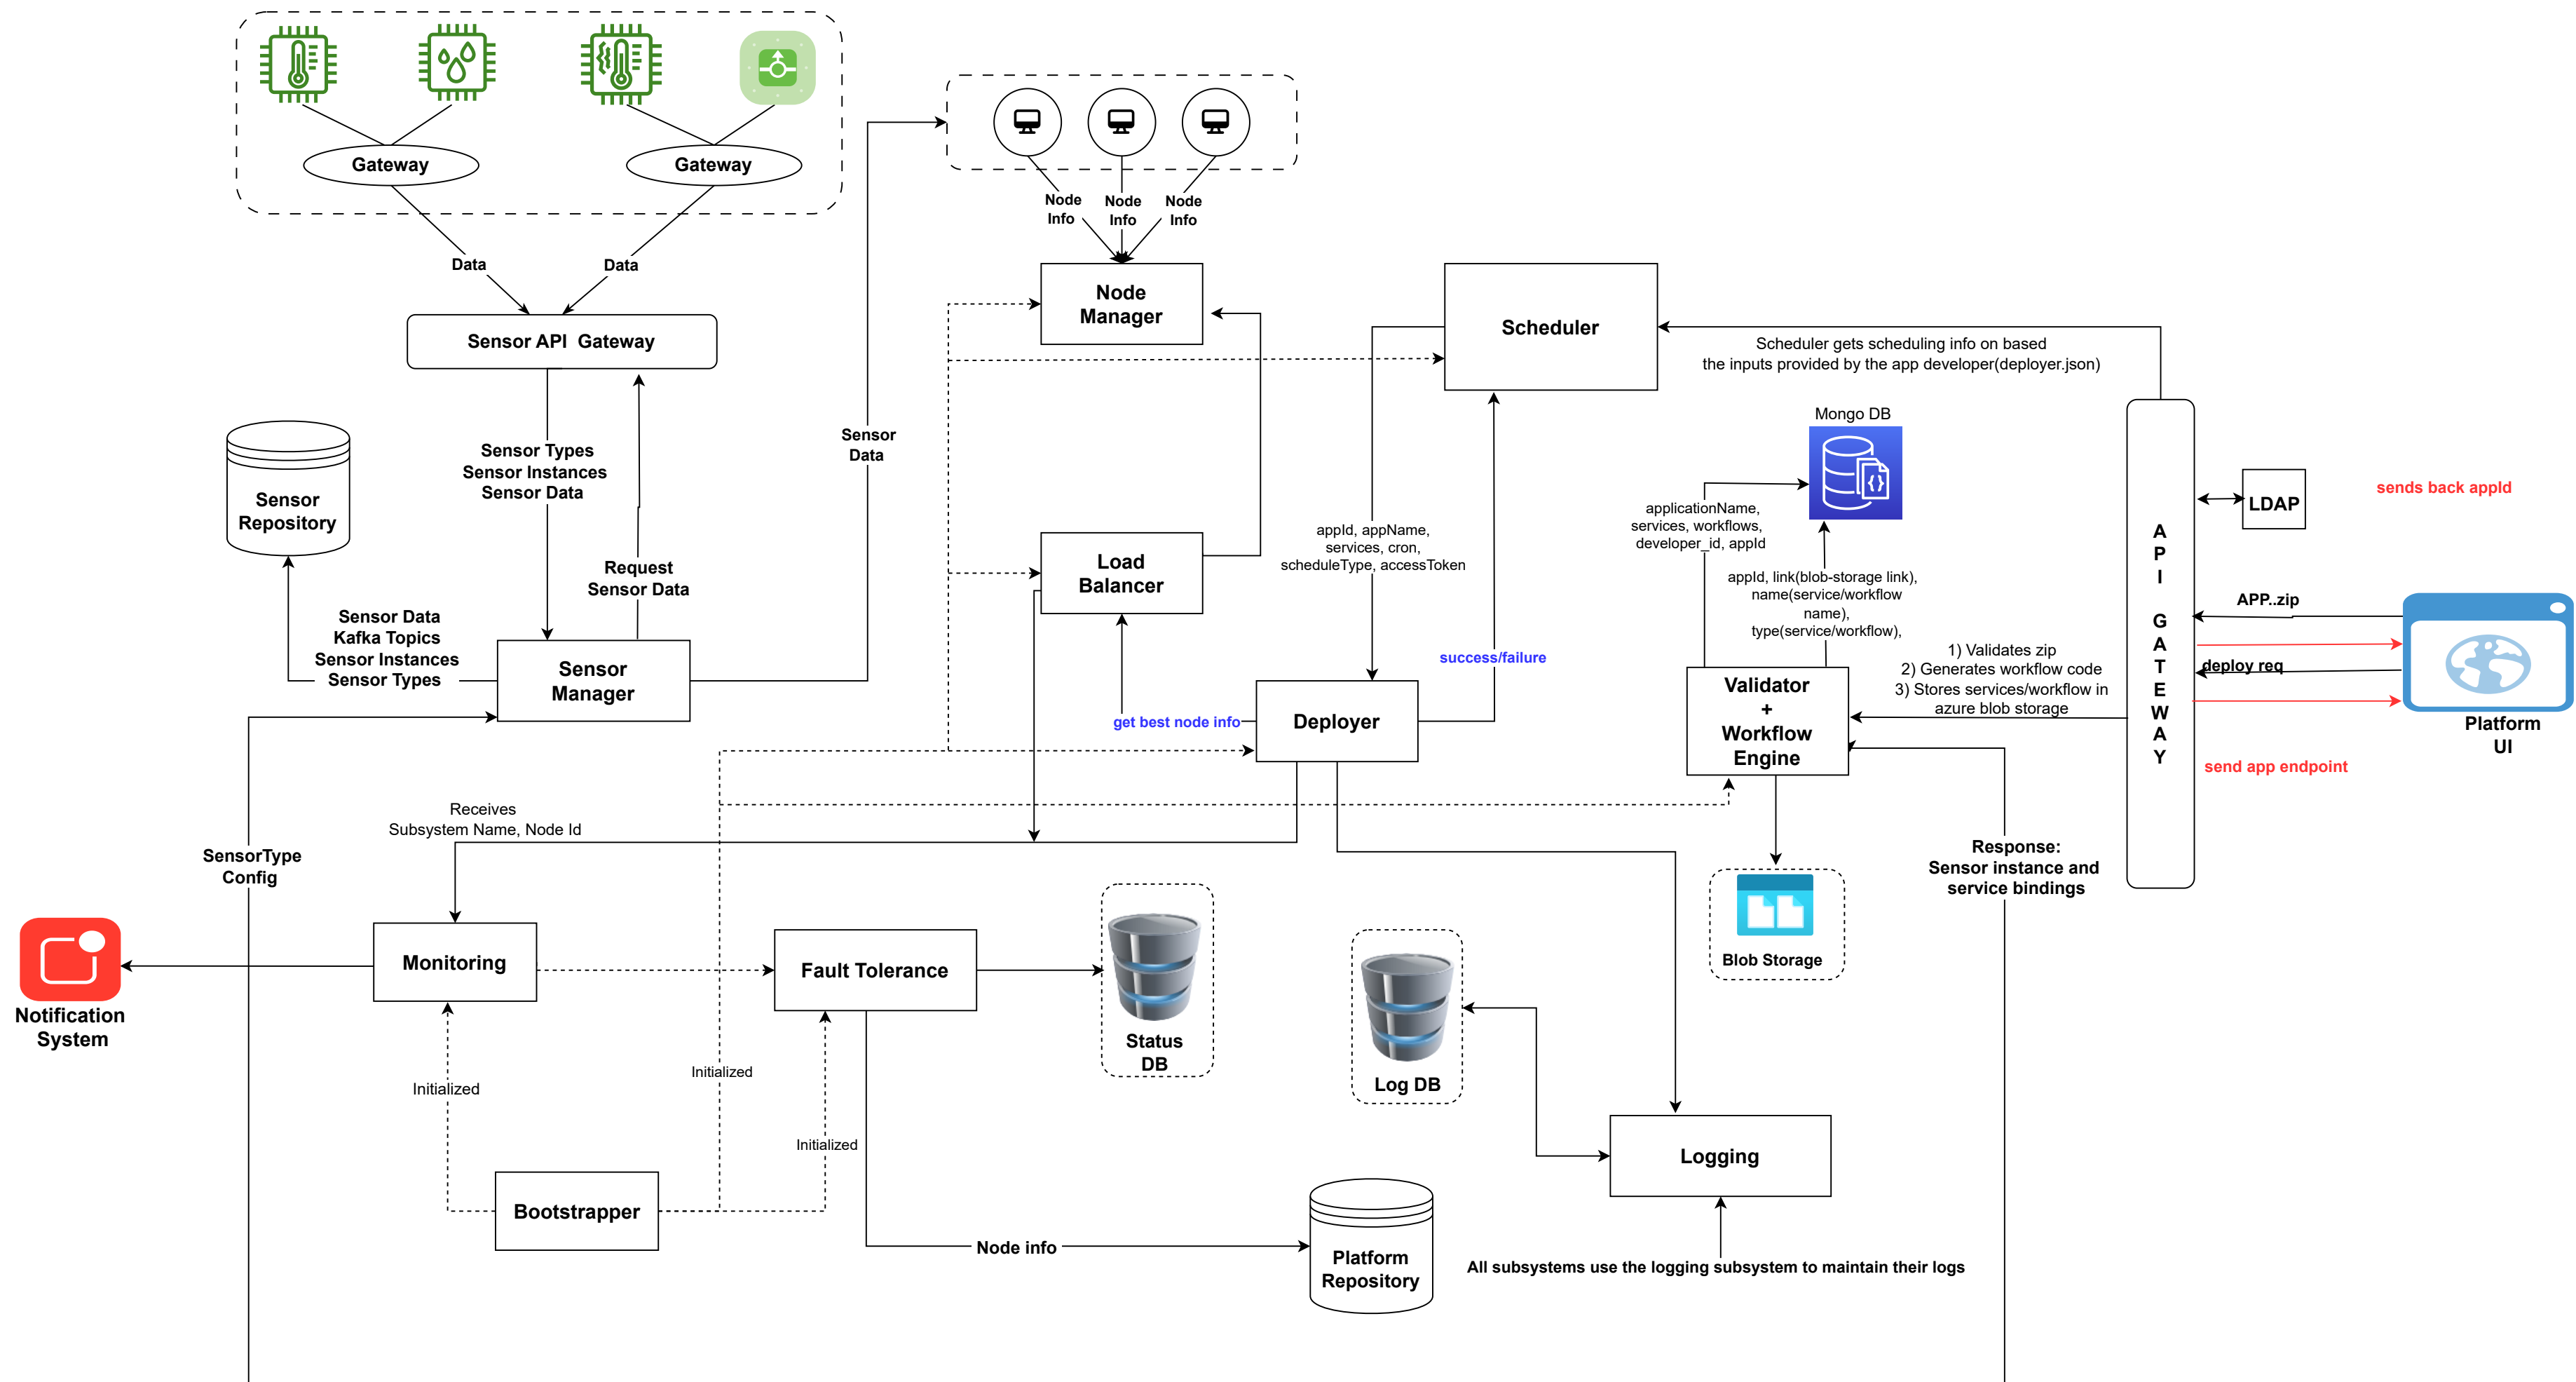 Gateway
Gateway
Data
Data
Sensor API  Gateway
Sensor Types
Sensor Instances
Sensor Data
Request
Sensor Data
Sensor
Repository
Sensor Data
Kafka Topics
Sensor Instances
Sensor Types
Sensor
Manager
Sensor
Data
Node
Info
Node
Info
Node
Info
Node
Manager
Load
Balancer
get best node info
Scheduler
Scheduler gets scheduling info on based
the inputs provided by the app developer(deployer.json)
appId, appName,
services, cron,
scheduleType, accessToken
success/failure
Deployer
Mongo DB
applicationName,
services, workflows,
developer_id, appId
appId, link(blob-storage link),
name(service/workflow
name),
type(service/workflow),
Validator
+
Workflow
Engine
1) Validates zip
2) Generates workflow code
3) Stores services/workflow in
azure blob storage
A
P
I
G
A
T
E
W
A
Y
LDAP
sends back appId
APP..zip
deploy req
send app endpoint
Platform
UI
Receives
Subsystem Name, Node Id
SensorType
Config
Response:
Sensor instance and
service bindings
Blob Storage
Notification
System
Monitoring
Fault Tolerance
Status
DB
Log DB
Initialized
Initialized
Initialized
Bootstrapper
Node info
Platform
Repository
Logging
All subsystems use the logging subsystem to maintain their logs